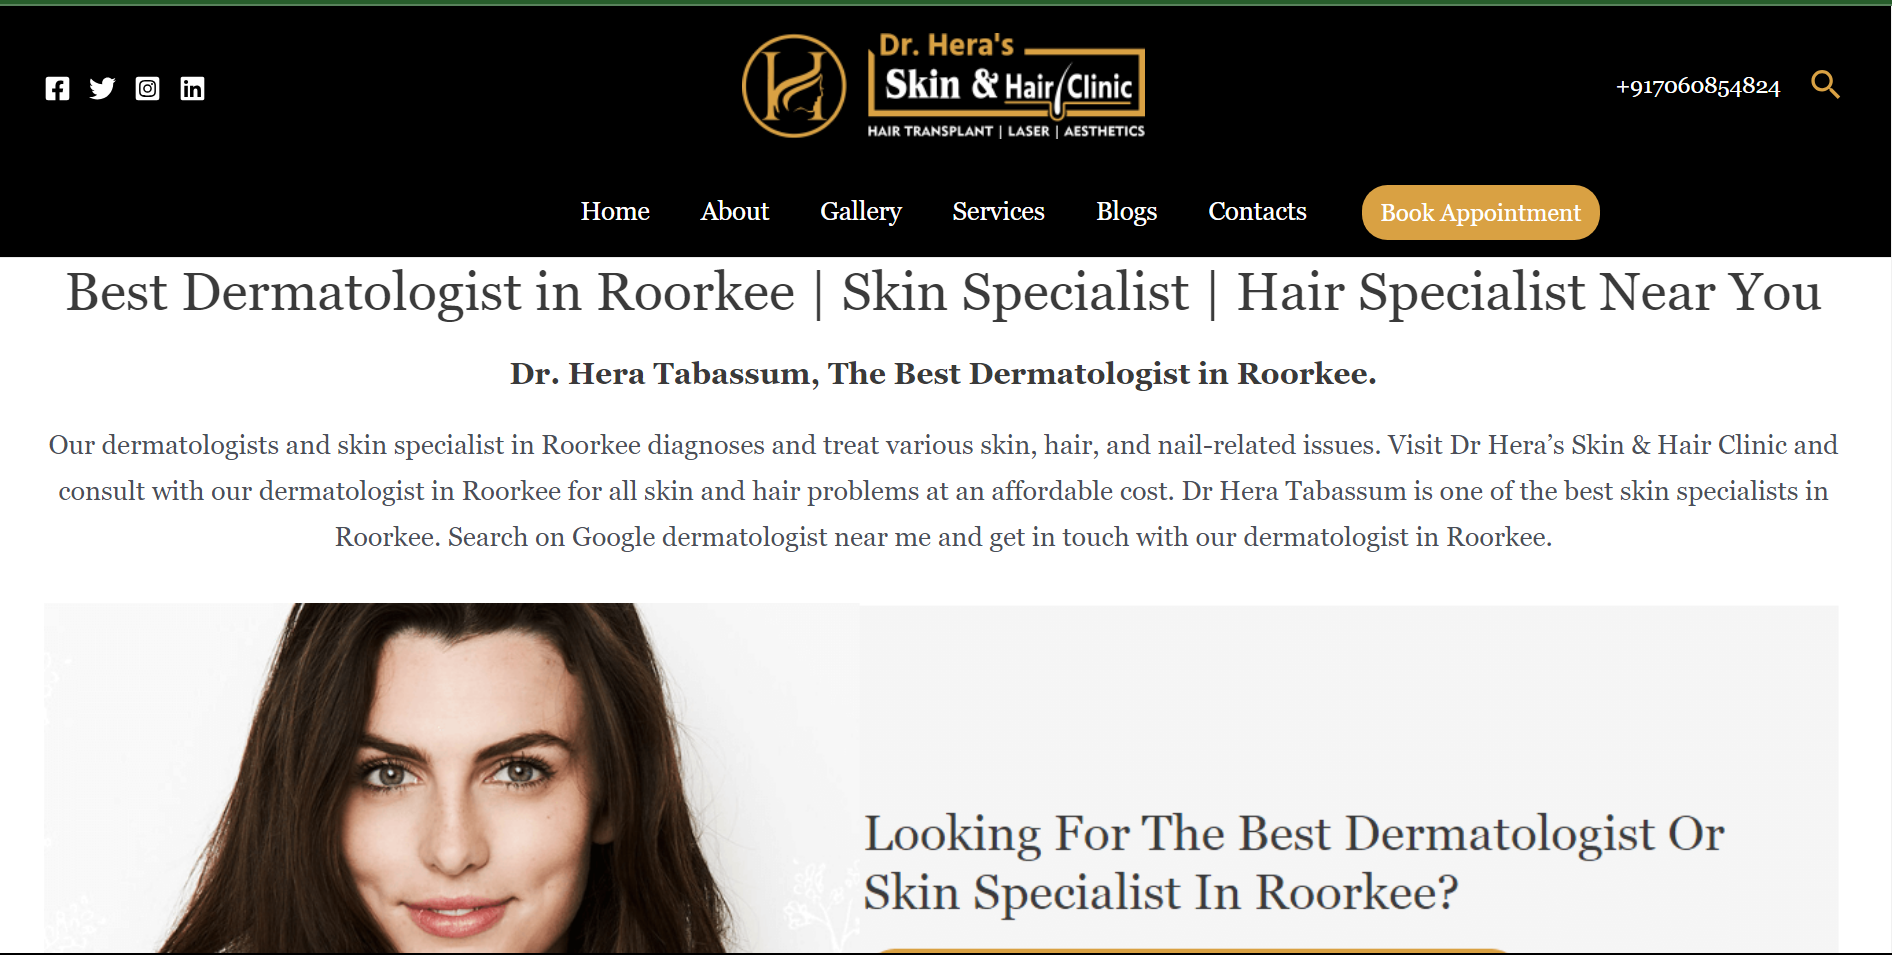 Dr. Hera's
Skin & Hair Clinic
HAIR TRANSPLANT | LASER | AESTHETICS
+917060854824
Home About Gallery Services Blogs Contacts Book Appointment
Best Dermatologist in Roorkee | Skin Specialist | Hair Specialist Near You
Dr. Hera Tabassum, The Best Dermatologist in Roorkee.
Our dermatologists and skin specialist in Roorkee diagnoses and treat various skin, hair, and nail-related issues. Visit Dr Hera’s Skin & Hair Clinic and
consult with our dermatologist in Roorkee for all skin and hair problems at an affordable cost. Dr Hera Tabassum is one of the best skin specialists in
Roorkee. Search on Google dermatologist near me and get in touch with our dermatologist in Roorkee.
Looking For The Best Dermatologist Or
Skin Specialist In Roorkee?